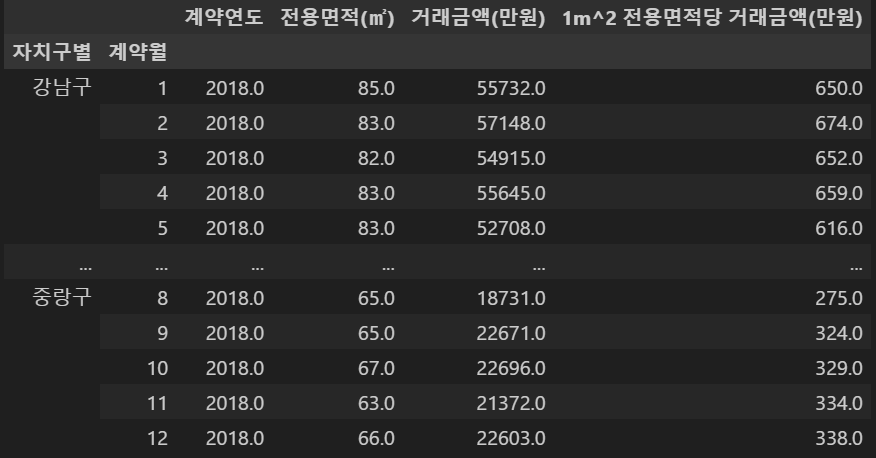 계약연도 전용면적(㎡) 거래금액(만원) 1m^2 전용면적당 거래금액(만원)
자치구별 계약월
강남구 1 2018.0 85.0 55732.0 650.0
2 2018.0 83.0 57148.0 674.0
3 2018.0 82.0 54915.0 652.0
4 2018.0 83.0 55645.0 659.0
5 2018.0 83.0 52708.0 616.0
... ... ... ... ... ...
중랑구 8 2018.0 65.0 18731.0 275.0
9 2018.0 65.0 22671.0 324.0
10 2018.0 67.0 22696.0 329.0
11 2018.0 63.0 21372.0 334.0
12 2018.0 66.0 22603.0 338.0